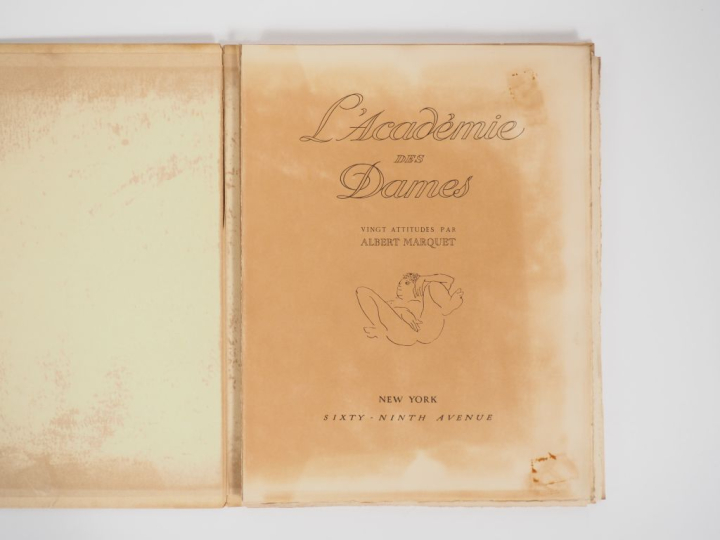 L'Académie
DES
Dames
VINGT ATTITUDES PAR
ALBERT MARQUET
NEW YORK
SIXTY-NINTH AVENUE